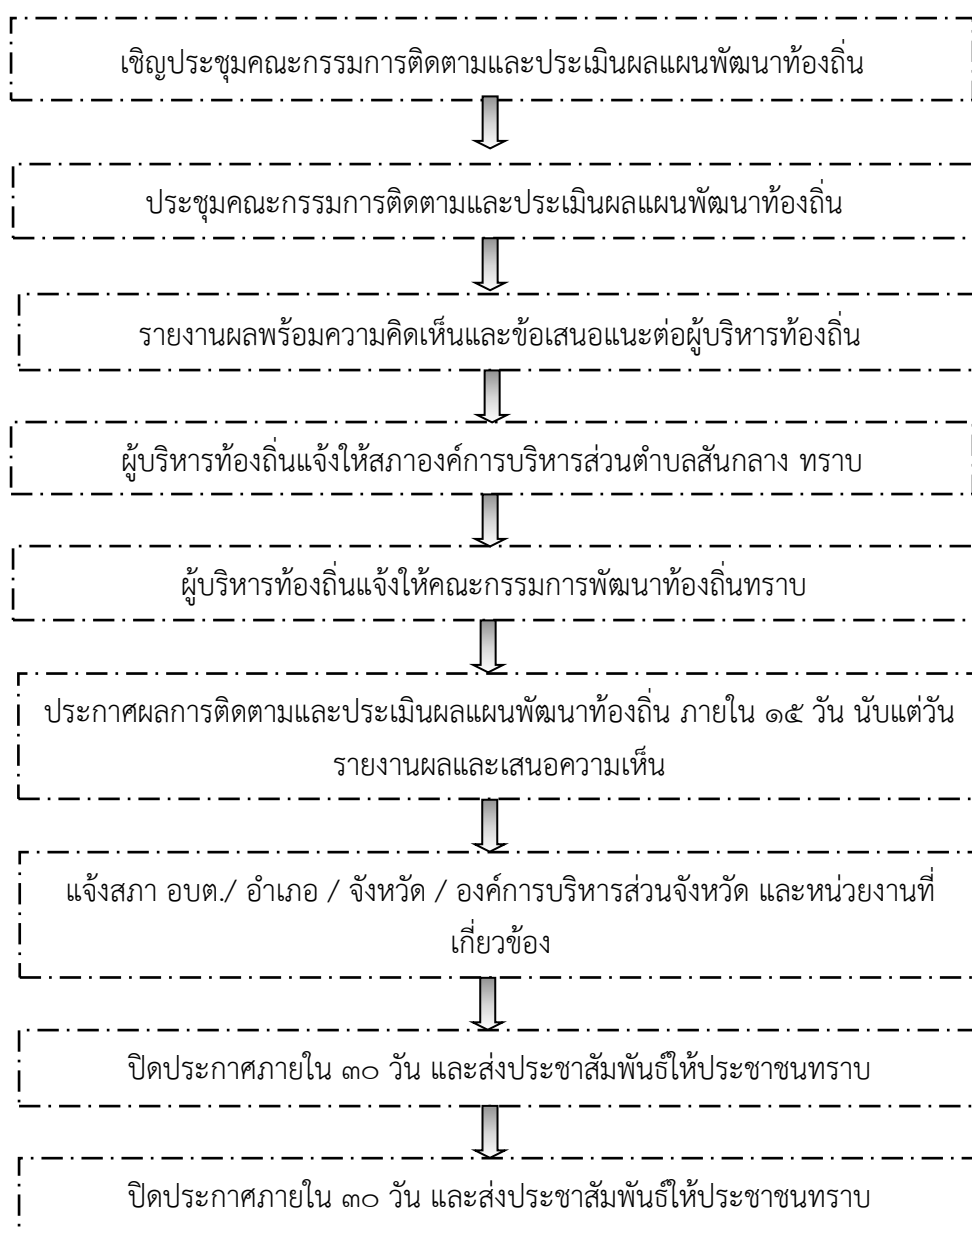 เชิญประชุมคณะกรรมการติดตามและประเมินผลแผนพัฒนาท้องถิ่น
ประชุมคณะกรรมการติดตามและประเมินผลแผนพัฒนาท้องถิ่น
รายงานผลพร้อมความคิดเห็นและข้อเสนอแนะต่อผู้บริหารท้องถิ่น
ผู้บริหารท้องถิ่นแจ้งให้สภาองค์การบริหารส่วนตำบลสันกลาง ทราบ
ผู้บริหารท้องถิ่นแจ้งให้คณะกรรมการพัฒนาท้องถิ่นทราบ
ประกาศผลการติดตามและประเมินผลแผนพัฒนาท้องถิ่น ภายใน ๑๕ วัน นับแต่วัน
รายงานผลและเสนอความเห็น
แจ้งสภา อบต./ อำเภอ / จังหวัด / องค์การบริหารส่วนจังหวัด และหน่วยงานที่
เกี่ยวข้อง
ปิดประกาศภายใน ๓๐ วัน และส่งประชาสัมพันธ์ให้ประชาชนทราบ
ปิดประกาศภายใน ๓๐ วัน และส่งประชาสัมพันธ์ให้ประชาชนทราบ